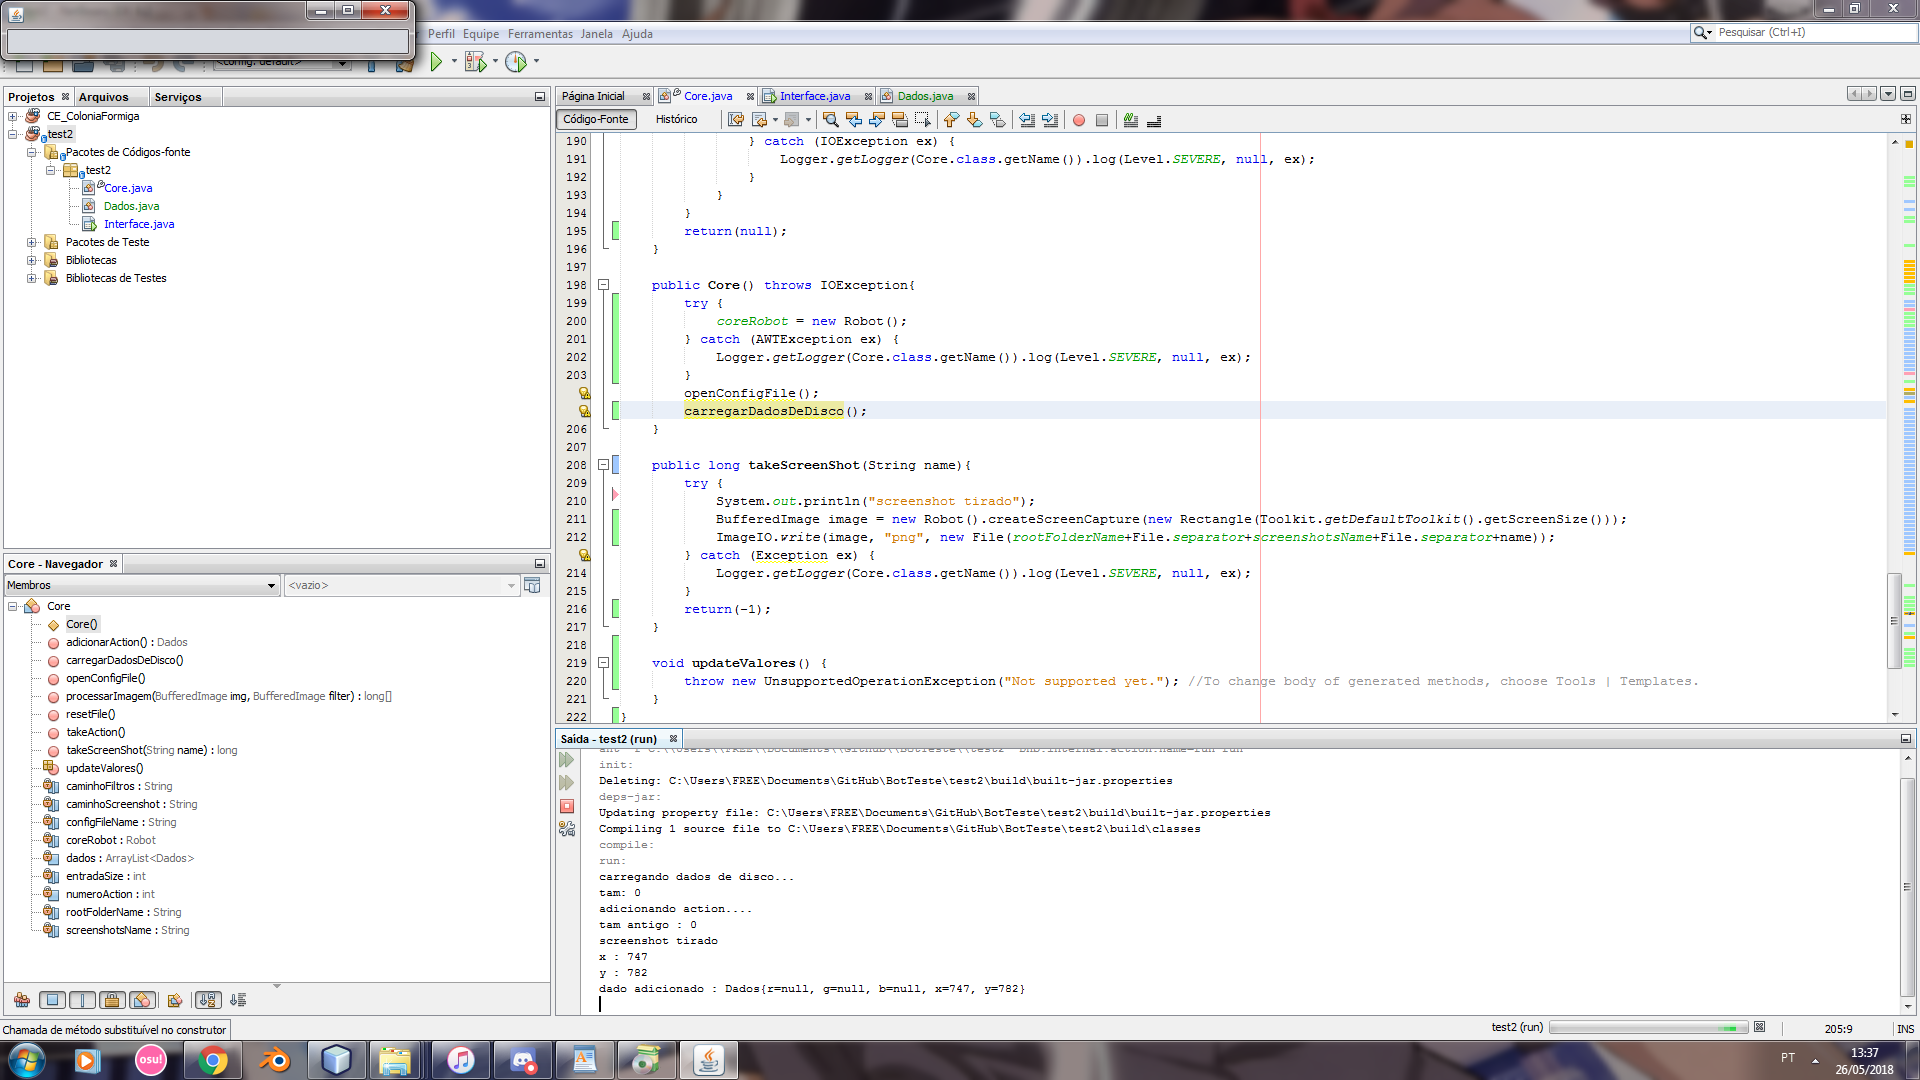 Perfil Equipe Ferramentas Janela Ajuda
Pesquisar (Ctrl+I)
<config. default>
Projetos Arquivos Serviços
CE_ColoniaFormiga
test2
Pacotes de Códigos-fonte
test2
Core.java
Dados.java
Interface.java
Pacotes de Teste
Bibliotecas
Bibliotecas de Testes
Core - Navegador
Membros <vazio>
Core
Core()
adicionarAction() : Dados
carregarDadosDeDisco()
openConfigFile()
processarImagem(BufferedImage img, BufferedImage filter) : long[]
resetFile()
takeAction()
takeScreenShot(String name) : long
updateValores()
caminhoFiltros : String
caminhoScreenshot : String
configFileName : String
coreRobot : Robot
dados : ArrayList<Dados>
entradaSize : int
numeroAction : int
rootFolderName : String
screenshotsName : String
Chamada de método substituível no construtor
Página Inicial Core.java Interface.java Dados.java
Código-Fonte Histórico
190 } catch (IOException ex) {
191 Logger.getLogger(Core.class.getName()).log(Level.SEVERE, null, ex);
192 }
193 }
194 }
195 return(null);
196 }
197
198 public Core() throws IOException{
199 try {
200 coreRobot = new Robot();
201 } catch (AWTException ex) {
202 Logger.getLogger(Core.class.getName()).log(Level.SEVERE, null, ex);
203 }
openConfigFile();
carregarDadosDeDisco();
206 }
207
208 public long takeScreenShot(String name){
209 try {
210 System.out.println("screenshot tirado");
211 BufferedImage image = new Robot().createScreenCapture(new Rectangle(Toolkit.getDefaultToolkit().getScreenSize()));
212 ImageIO.write(image, "png", new File(rootFolderName+File.separator+screenshotsName+File.separator+name));
} catch (Exception ex) {
214 Logger.getLogger(Core.class.getName()).log(Level.SEVERE, null, ex);
215 }
216 return(-1);
217 }
218
219 void updateValores() {
220 throw new UnsupportedOperationException("Not supported yet."); //To change body of generated methods, choose Tools | Templates.
221 }
222 }
Saída - test2 (run)
ant -f C:\\Users\\FREE\\Documents\\GitHub\\BotTeste\\test2 -Dnb.internal.action.name=run run
init:
Deleting: C:\Users\FREE\Documents\GitHub\BotTeste\test2\build\built-jar.properties
deps-jar:
Updating property file: C:\Users\FREE\Documents\GitHub\BotTeste\test2\build\built-jar.properties
Compiling 1 source file to C:\Users\FREE\Documents\GitHub\BotTeste\test2\build\classes
compile:
run:
carregando dados de disco...
tam: 0
adicionando action....
tam antigo : 0
screenshot tirado
x : 747
y : 782
dado adicionado : Dados{r=null, g=null, b=null, x=747, y=782}
test2 (run) 205:9 INS
osu!
PT
13:37
26/05/2018